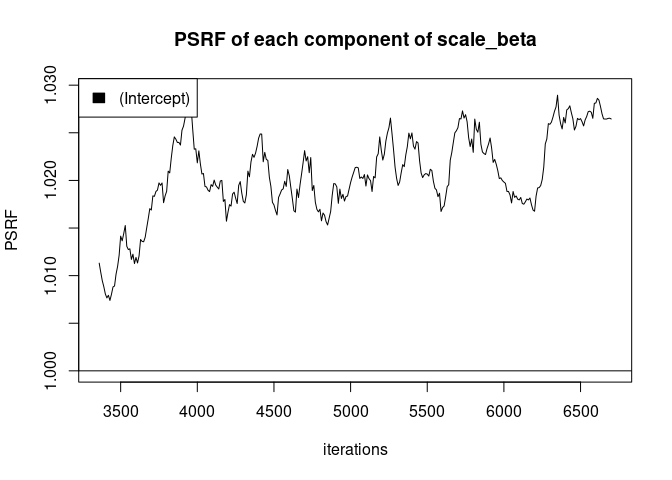 PSRF of each component of scale_beta
(Intercept)
PSRF
1.030
1.020
1.010
1.000
3500 4000 4500 5000 5500 6000 6500
iterations